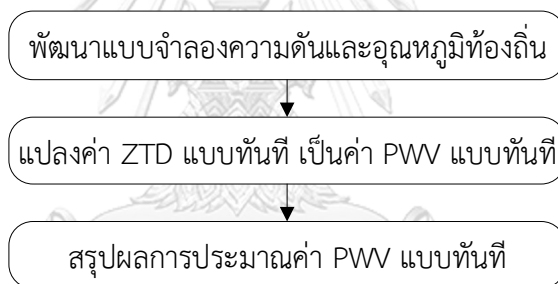 พัฒนาแบบจำลองความดันและอุณหภูมิท้องถิ่น
แปลงค่า ZTD แบบทันที เป็นค่า PWV แบบทันที
สรุปผลการประมาณค่า PWV แบบทันที